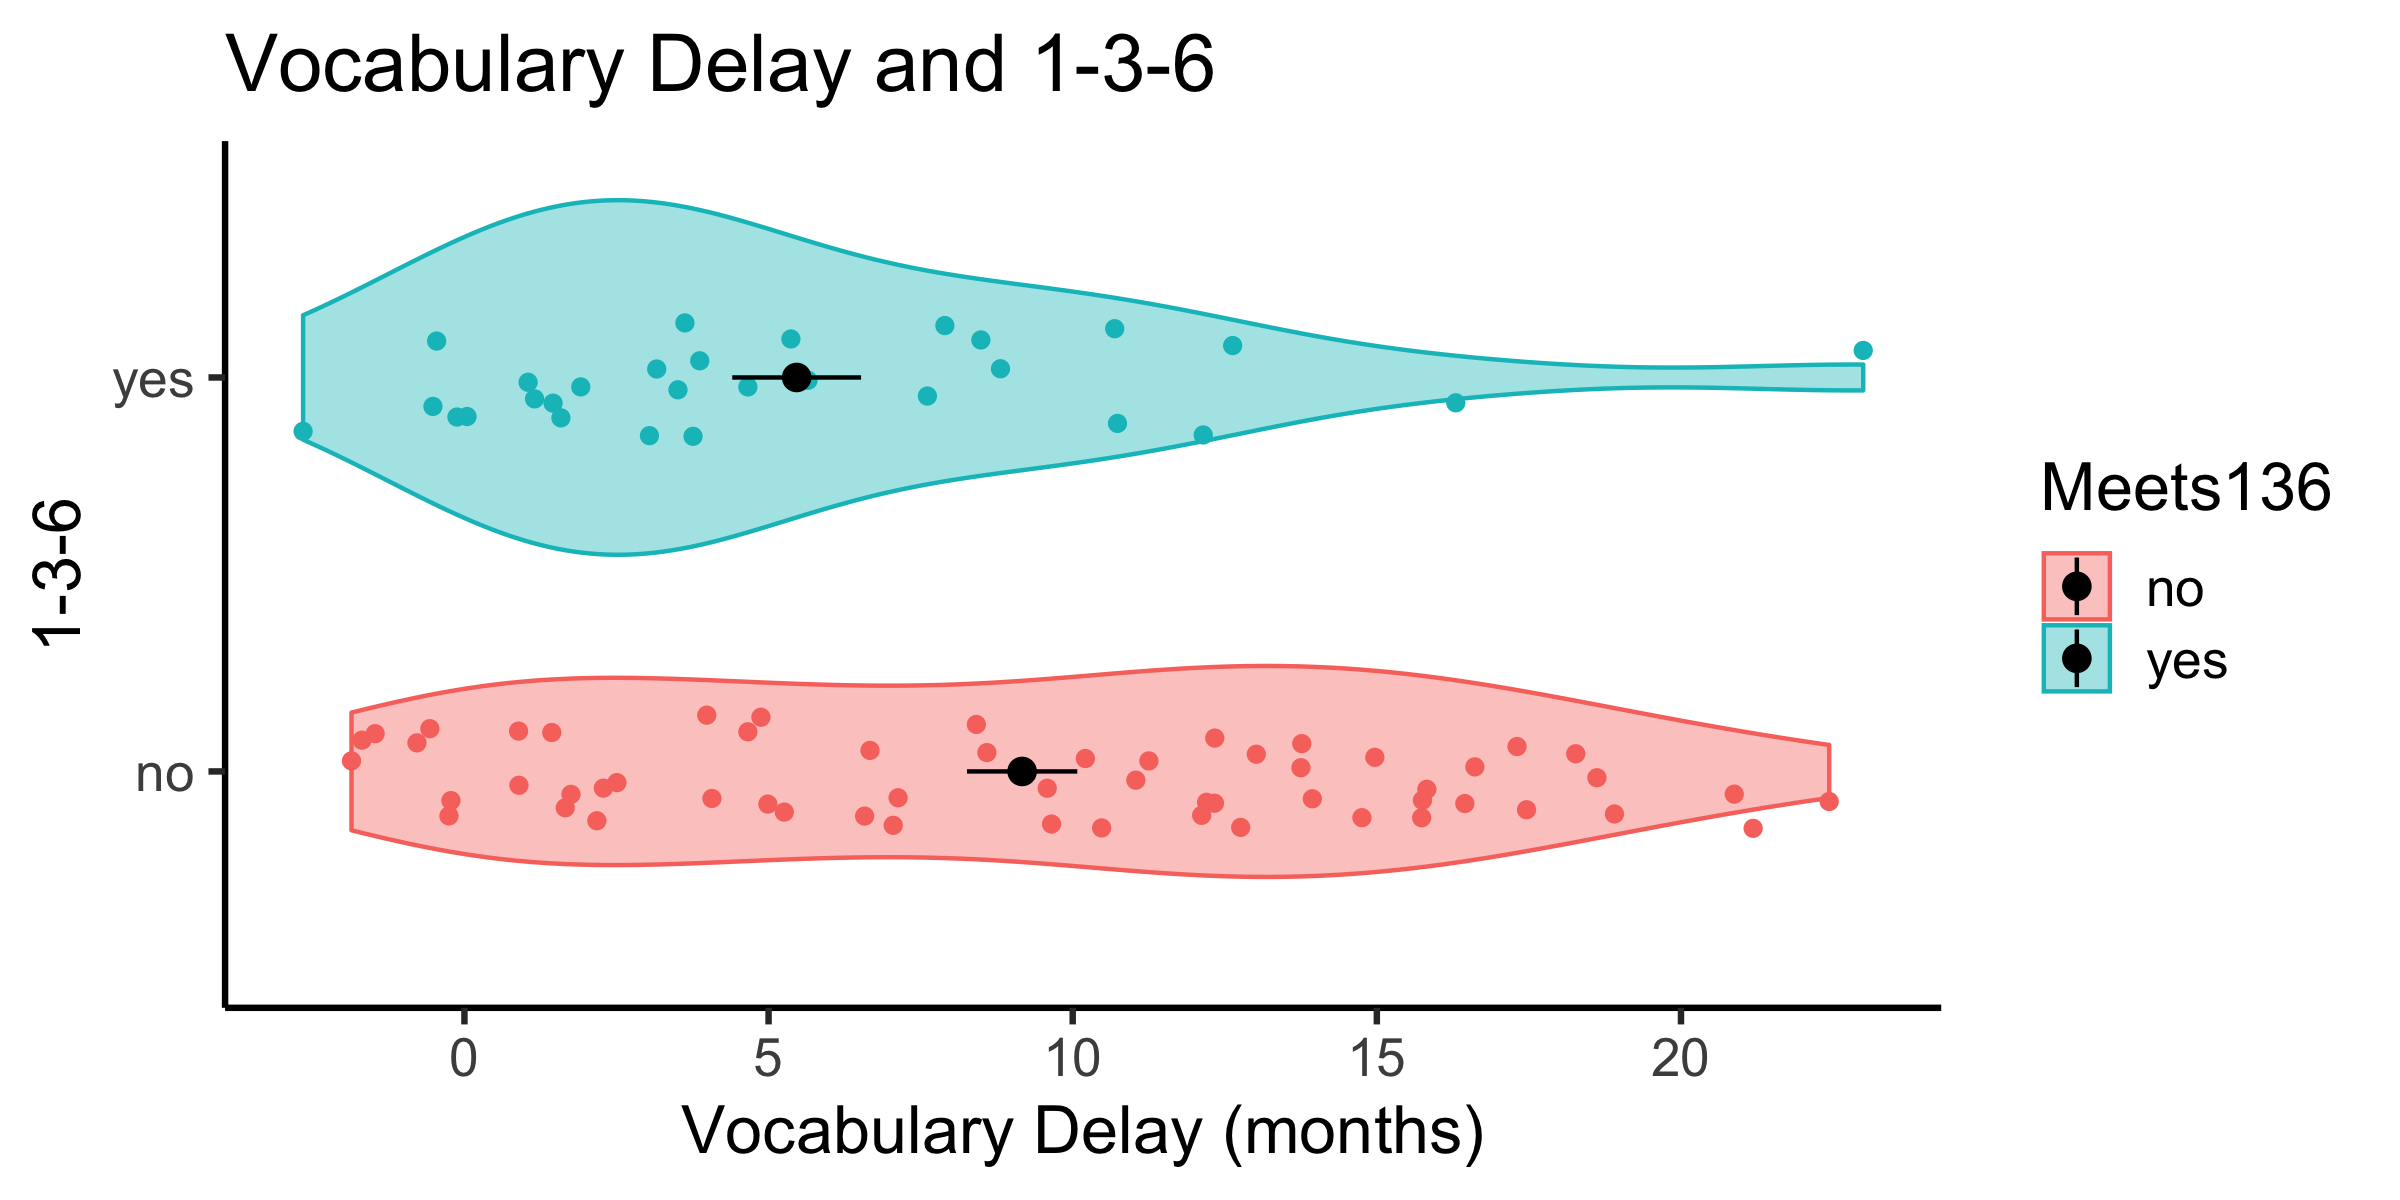 Vocabulary Delay and 1-3-6
1-3-6
yes
no
0 5 10 15 20
Vocabulary Delay (months)
Meets136
no
yes